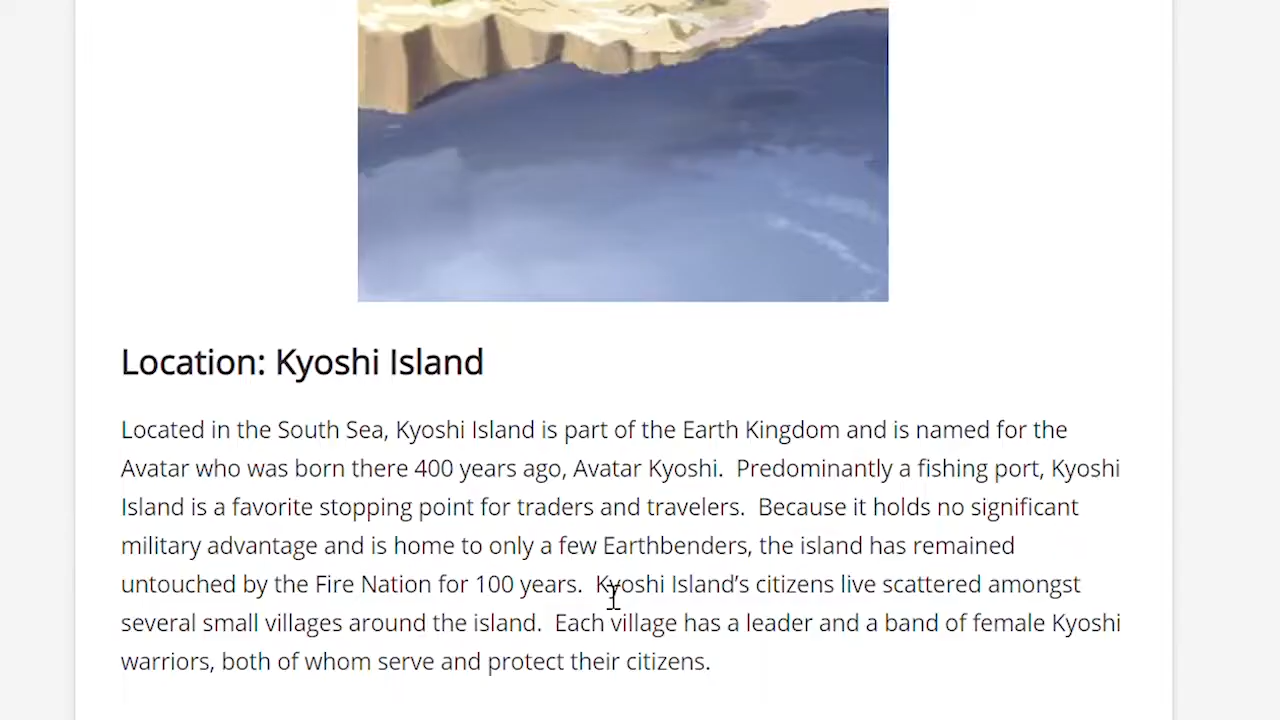 Location: Kyoshi Island
Located in the South Sea, Kyoshi Island is part of the Earth Kingdom and is named for the
Avatar who was born there 400 years ago, Avatar Kyoshi.  Predominantly a fishing port, Kyoshi
Island is a favorite stopping point for traders and travelers.  Because it holds no significant
military advantage and is home to only a few Earthbenders, the island has remained
untouched by the Fire Nation for 100 years.  Kyoshi Island’s citizens live scattered amongst
several small villages around the island.  Each village has a leader and a band of female Kyoshi
warriors, both of whom serve and protect their citizens.